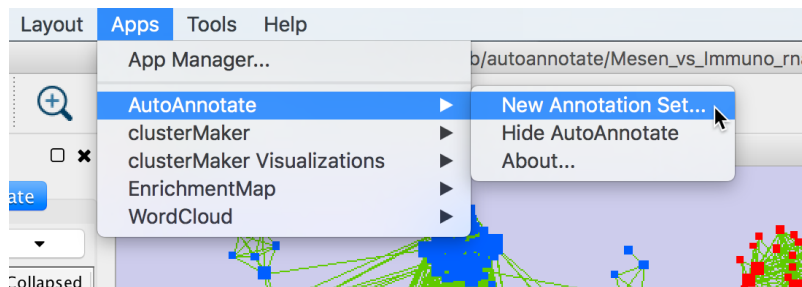 Layout Apps Tools Help
App Manager...
b/autoannotate/Mesen_vs_Immuno_rna
AutoAnnotate
New Annotation Set...
clusterMaker
Hide AutoAnnotate
clusterMaker Visualizations
About...
EnrichmentMap
ate
WordCloud
Collapsed